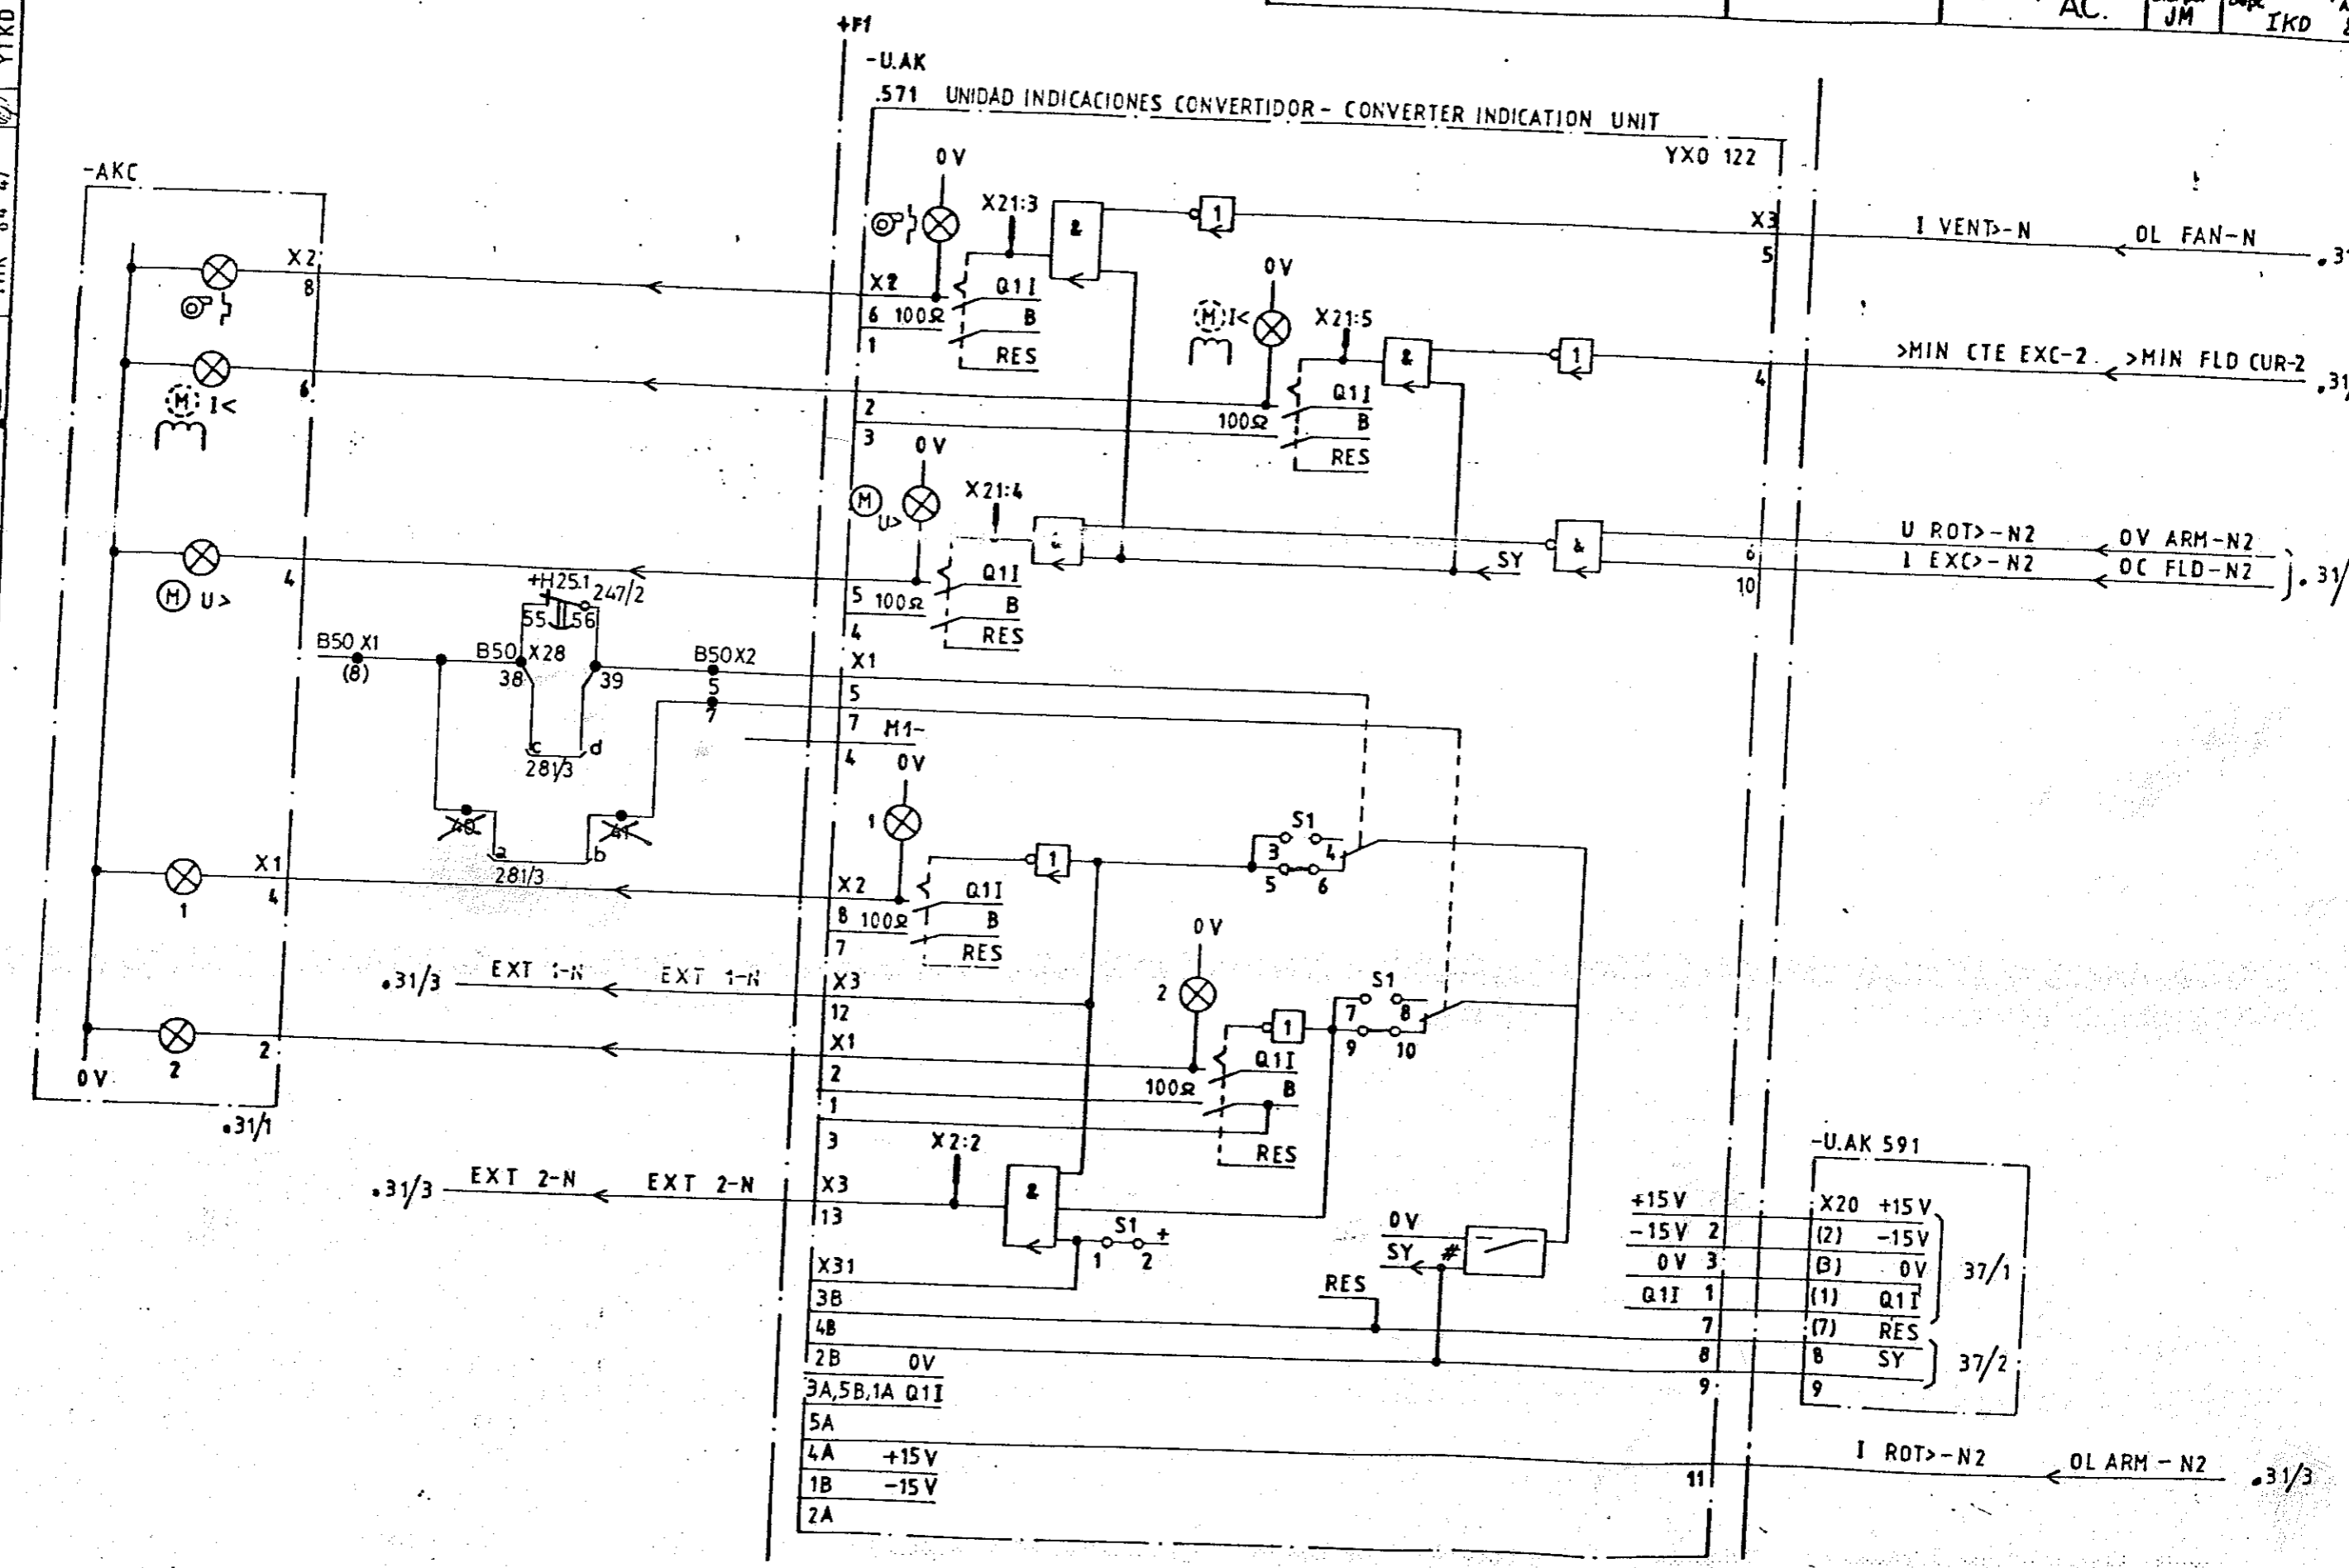 AC.
JM
IKD
YIKD
+F1
-U.AK
.571 UNIDAD INDICACIONES CONVERTIDOR - CONVERTER INDICATION UNIT
YXO 122
-AKC
0V
X21:3
&
1
X3
5
I VENT>-N
OL FAN-N
X2
8
X2
6
100Ω
1
Q1I
B
RES
0V
I<
X21:5
&
1
4
>MIN CTE EXC-2
>MIN FLD CUR-2
6
M
I<
2
3
100Ω
Q1I
B
RES
0V
M
U>
X21:4
&
SY
&
6
10
U ROT>-N2
OV ARM-N2
I EXC>-N2
OC FLD-N2
4
M U>
5
100Ω
4
Q1I
B
RES
+H25.1
247/2
55
56
B50 X1
(8)
B50
X28
38
39
B50X2
5
7
c
d
281/3
40
41
a
b
281/3
X1
5
7
M1-
4
0V
1
1
X1
4
1
X2
8
100Ω
7
Q1I
B
RES
S1
3
4
5
6
.31/3
EXT 1-N
EXT 1-N
X3
12
0V
2
1
S1
7
8
9
10
2
2
0V
.31/1
X1
2
100Ω
1
3
Q1I
B
RES
.31/3
EXT 2-N
EXT 2-N
X3
13
X2:2
&
S1
1
2
+
0V
SY
#
X31
3B
4B
RES
2B 0V
3A,5B,1A Q1I
5A
4A +15V
1B -15V
2A
-U.AK 591
+15V
X20 +15V
-15V 2
(2) -15V
0V 3
(3) 0V
Q1I 1
(1) Q1I
37/1
7
(7) RES
8
8 SY
37/2
9
9
11
I ROT>-N2
OL ARM-N2
.31/3